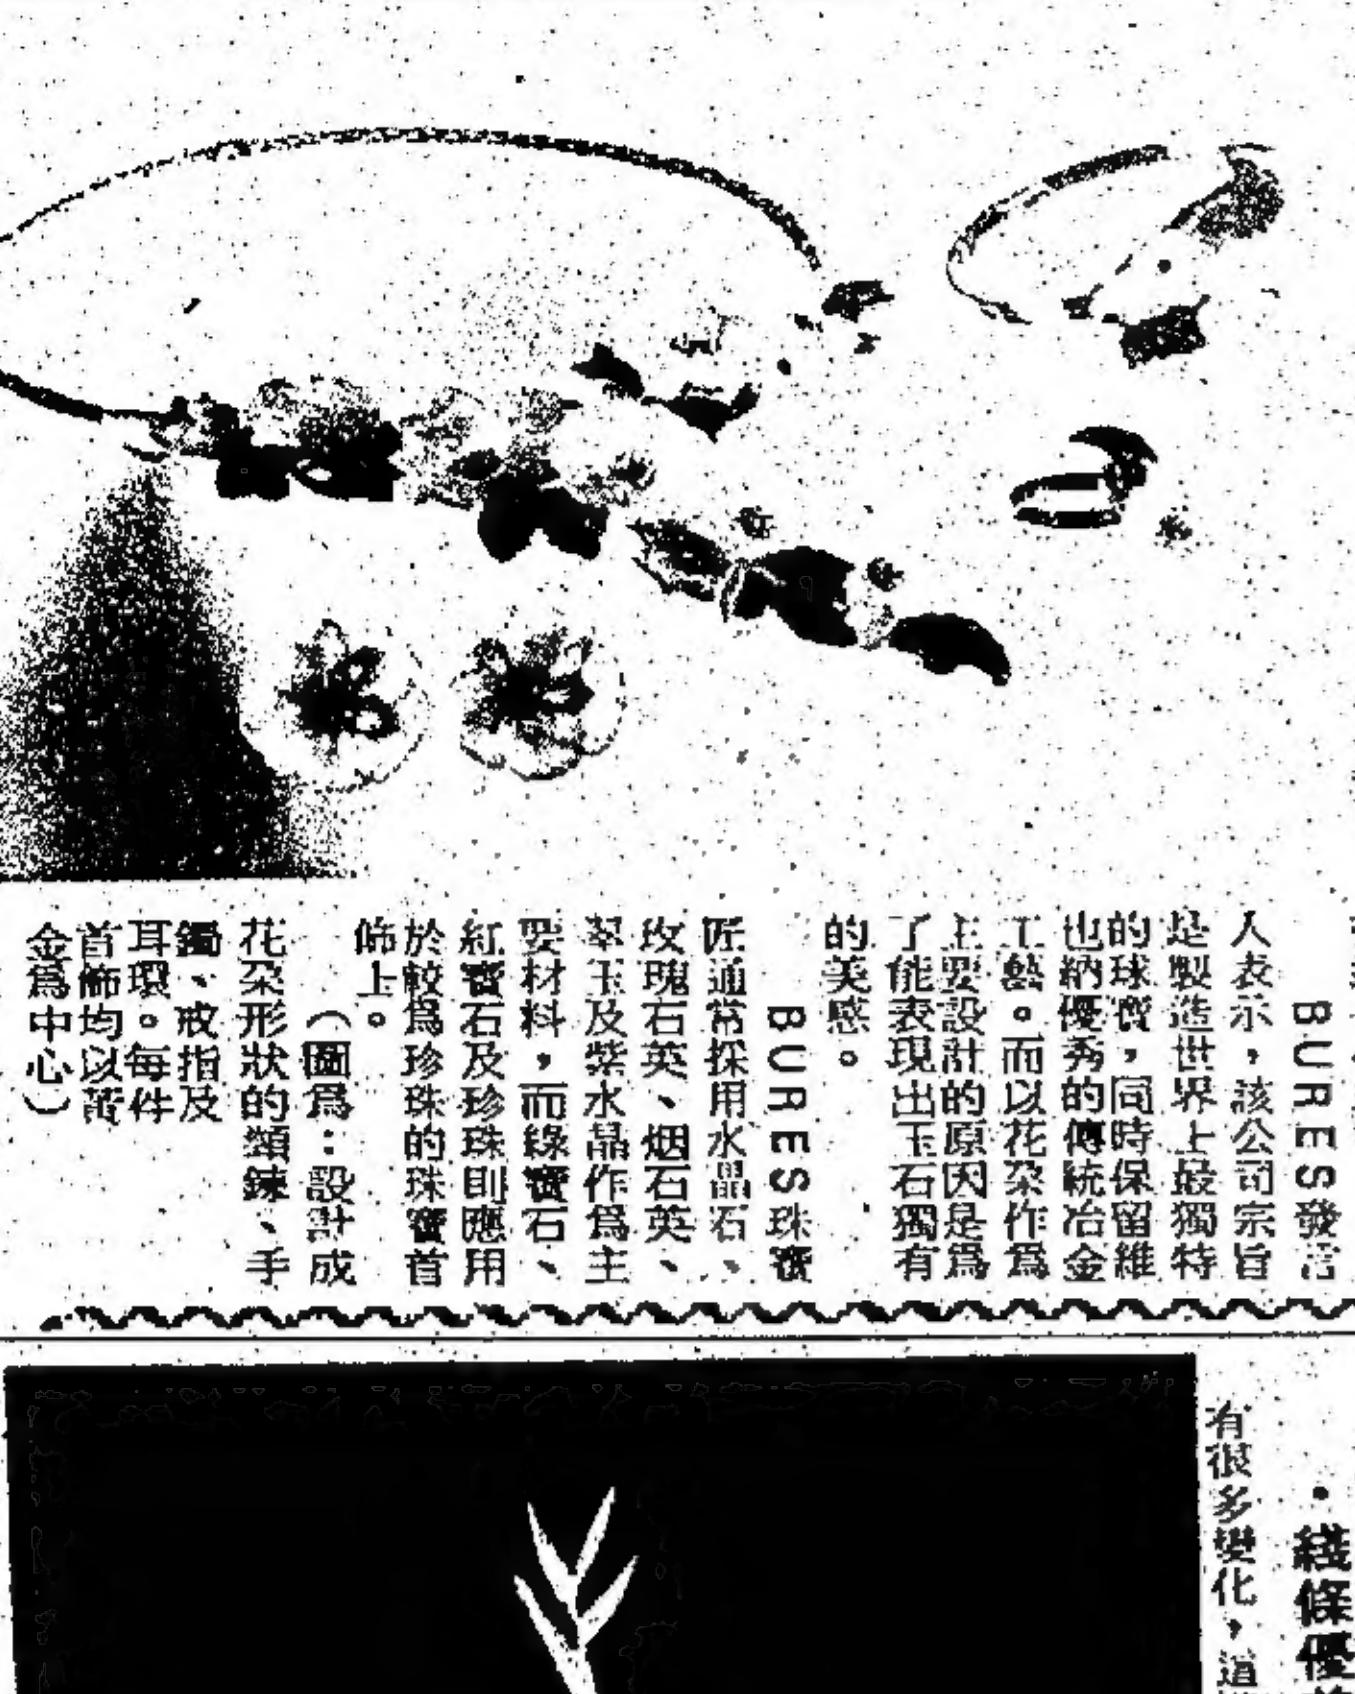 BURES發言
人表示，該公司宗旨
是製造世界上最獨特
的珠寶，同時保留維
也納優秀的傳統冶金
工藝。而以花朶作爲
主要設計的原因是爲
了能表現出玉石獨有
的美感。
BURES珠寶
匠通常採用水晶石、
玫瑰石英、烟石英、
翠玉及紫水晶作爲主
要材料，而綠寶石、
紅寶石及珍珠則應用
於較爲珍珠的珠寶首
飾上。
（圖爲：設計成
花朶形狀的頸鍊、手
鐲、戒指及
耳環。每件
首飾均以黃
金爲中心）
・綫條優
有很多變化，這